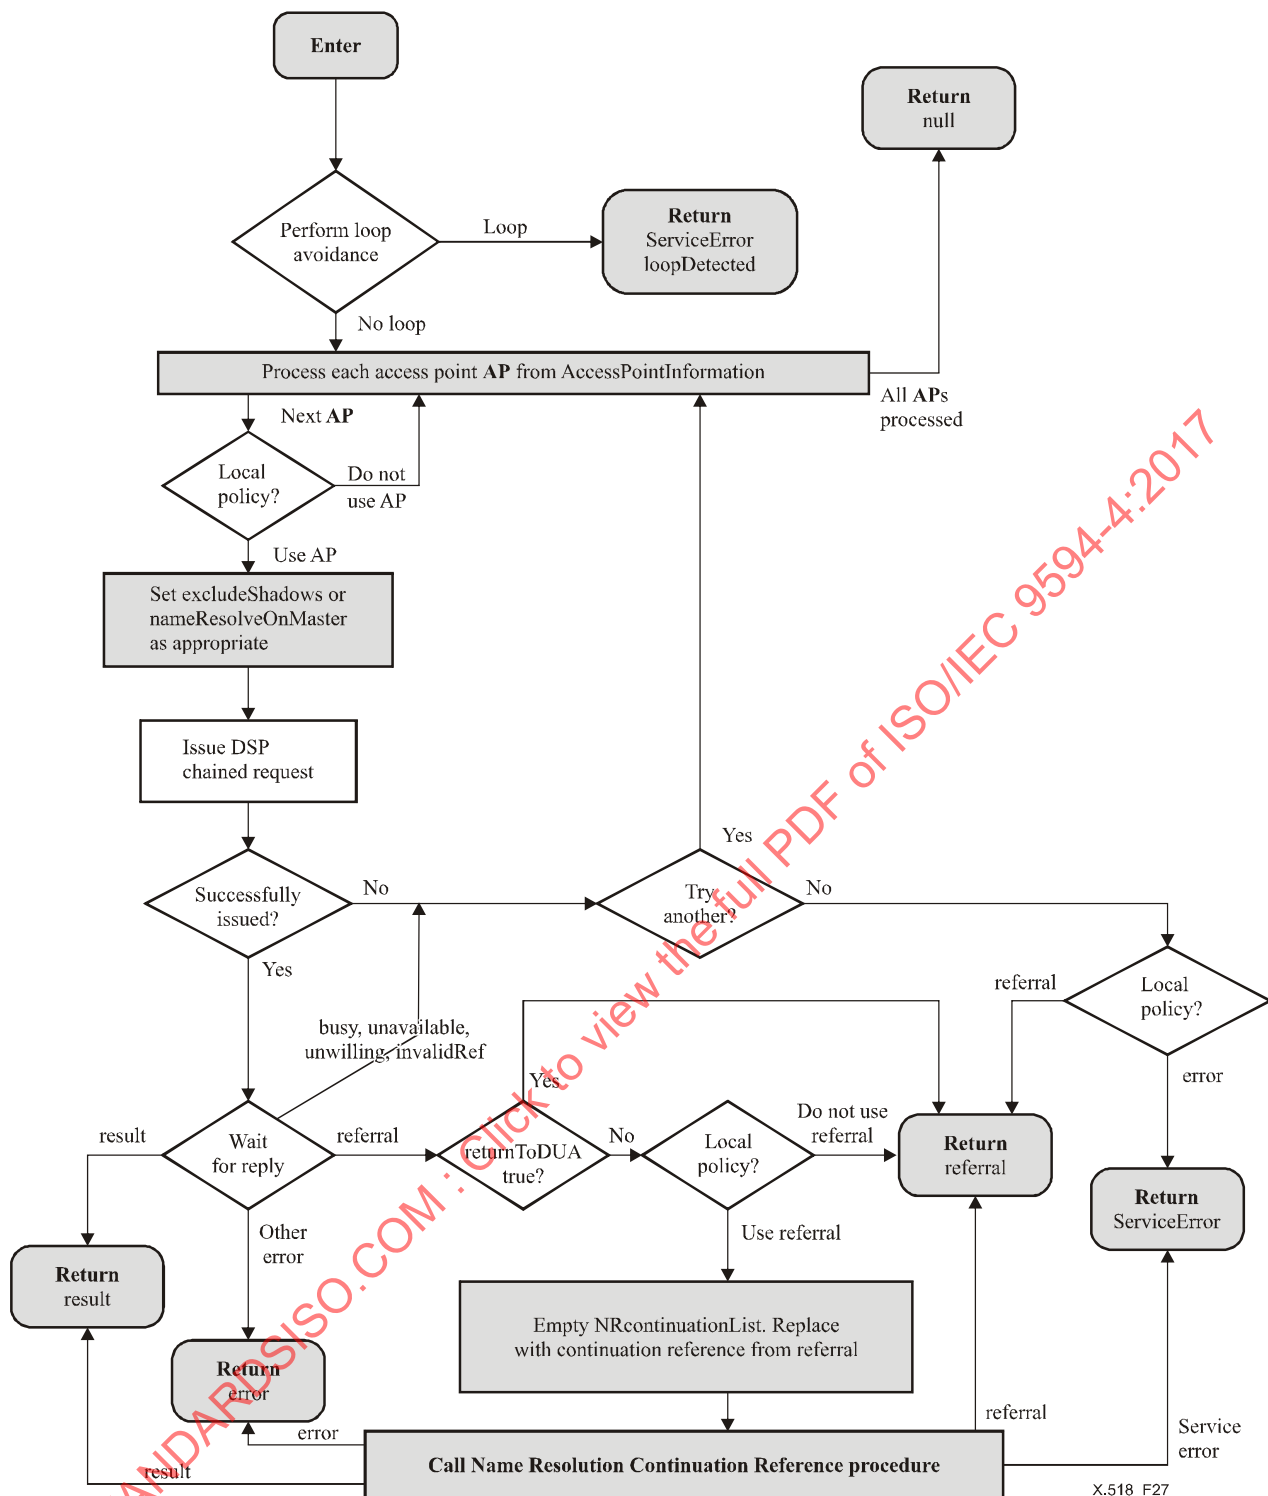 Enter
Return
null
Perform loop
avoidance
Loop
Return
ServiceError
loopDetected
No loop
Process each access point AP from AccessPointInformation
All APs
processed
Next AP
Local
policy?
Do not
use AP
Use AP
Set excludeShadows or
nameResolveOnMaster
as appropriate
Issue DSP
chained request
Successfully
issued?
No
Yes
Try
another?
Yes
No
Local
policy?
referral
error
busy, unavailable,
unwilling, invalidRef
Wait
for reply
result
referral
returnToDUA
true?
Yes
No
Local
policy?
Do not use
referral
Return
referral
Return
ServiceError
Other
error
Use referral
Return
result
Empty NRcontinuationList. Replace
with continuation reference from referral
Return
error
error
result
referral
Service
error
Call Name Resolution Continuation Reference procedure
X.518_F27
ANDARDSISO.COM : Click to view the full PDF of ISO/IEC 9594-4:2017